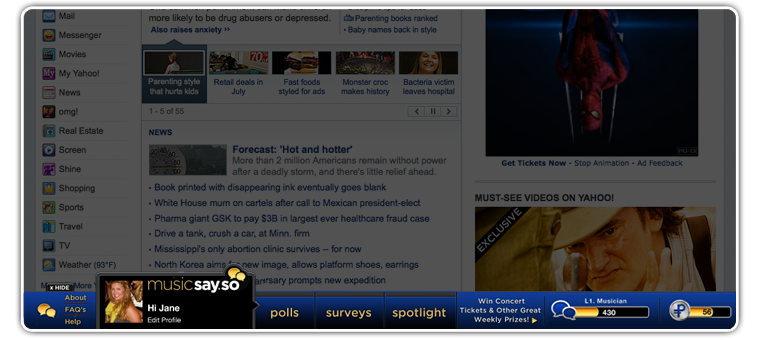 Mail
Messenger
Movies
My Yahoo!
News
omg!
Real Estate
Screen
Shine
Shopping
Sports
Travel
TV
Weather (93°F)
more likely to be drug abusers or depressed.
Also raises anxiety ››
Parenting books ranked
• Baby names back in style
Parenting style
that hurts kids
Retail deals in
July
Fast foods
styled for ads
Monster croc
makes history
Bacteria victim
leaves hospital
1 - 5 of 55
NEWS
Forecast: 'Hot and hotter'
More than 2 million Americans remain without power
after a deadly storm, and there's little relief ahead.
• Book printed with disappearing ink eventually goes blank
• White House mum on cartels after call to Mexican president-elect
• Pharma giant GSK to pay $3B in largest ever healthcare fraud case
• Drive a tank, crush a car, at Minn. firm
• Mississippi's only abortion clinic survives -- for now
• North Korea aims for new image, allows platform shoes, earrings
prompts new expedition
Get Tickets Now - Stop Animation - Ad Feedback
MUST-SEE VIDEOS ON YAHOO!
EXCLUSIVE
x HIDE
About
FAQ's
Help
musicsay.so
Hi Jane
Edit Profile
polls
surveys
spotlight
Win Concert
Tickets & Other Great
Weekly Prizes! ▶
L1. Musician
430
56